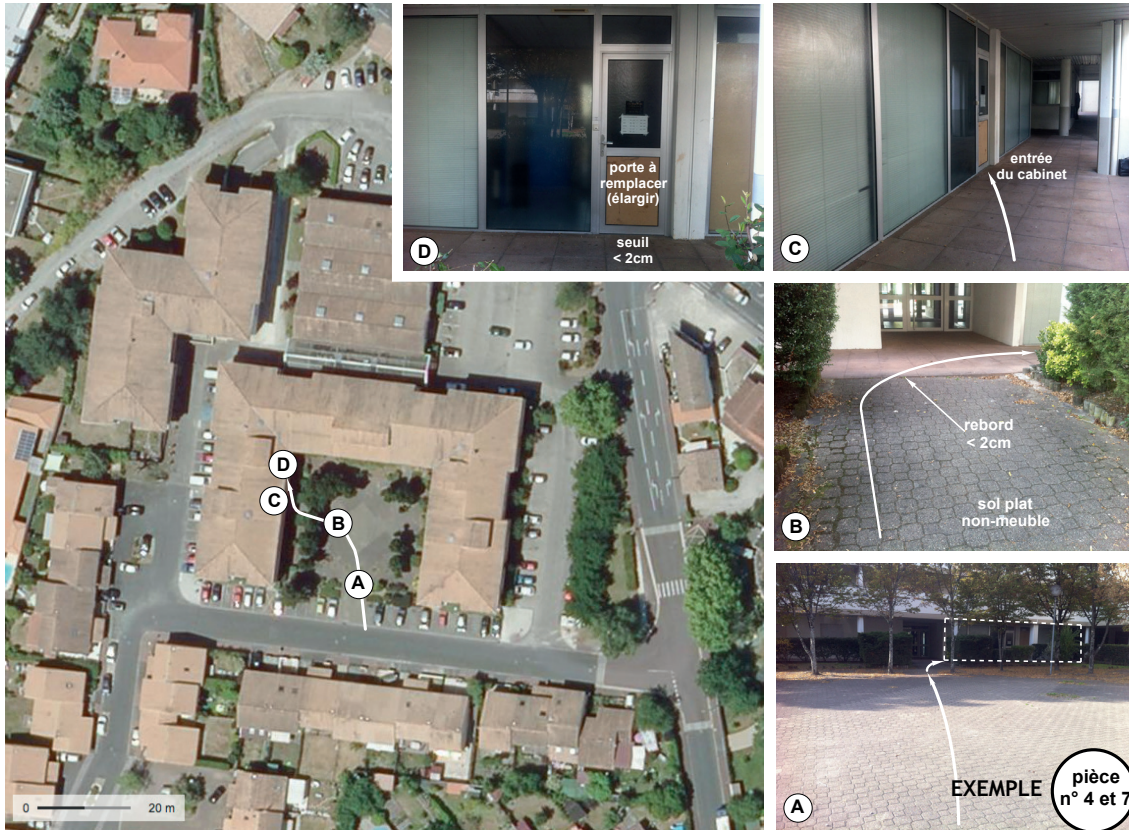 porte à
remplacer
(élargir)
seuil
< 2cm
D
entrée
du cabinet
C
D
C
B
A
rebord
< 2cm
sol plat
non-meuble
B
EXEMPLE
pièce
n° 4 et 7
A
0 20 m